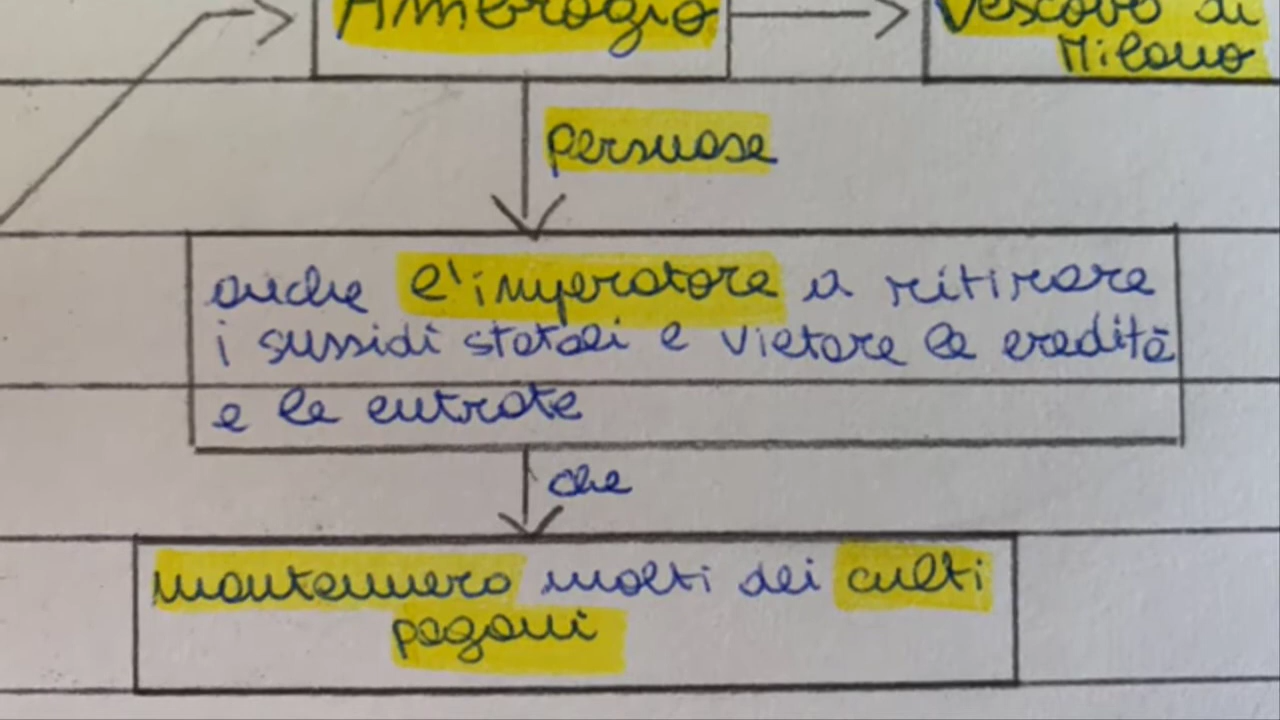 Ambrogio
Vescovo di
Milano
persuase
anche l'imperatore a ritirare
i sussidi statali e vietare le eredità
e le entrate
che
mantennero molti dei culti
pagani